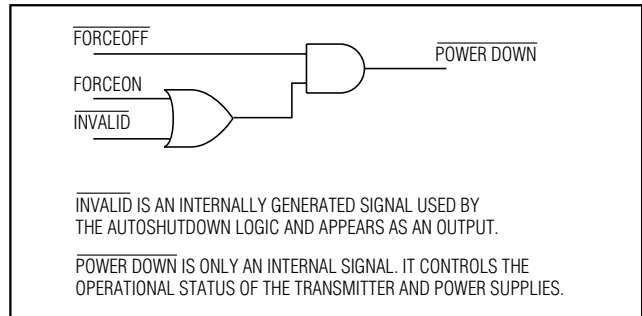 FORCEOFF
POWER DOWN
FORCEON
INVALID
INVALID IS AN INTERNALLY GENERATED SIGNAL USED BY
THE AUTOSHUTDOWN LOGIC AND APPEARS AS AN OUTPUT.
POWER DOWN IS ONLY AN INTERNAL SIGNAL. IT CONTROLS THE
OPERATIONAL STATUS OF THE TRANSMITTER AND POWER SUPPLIES.